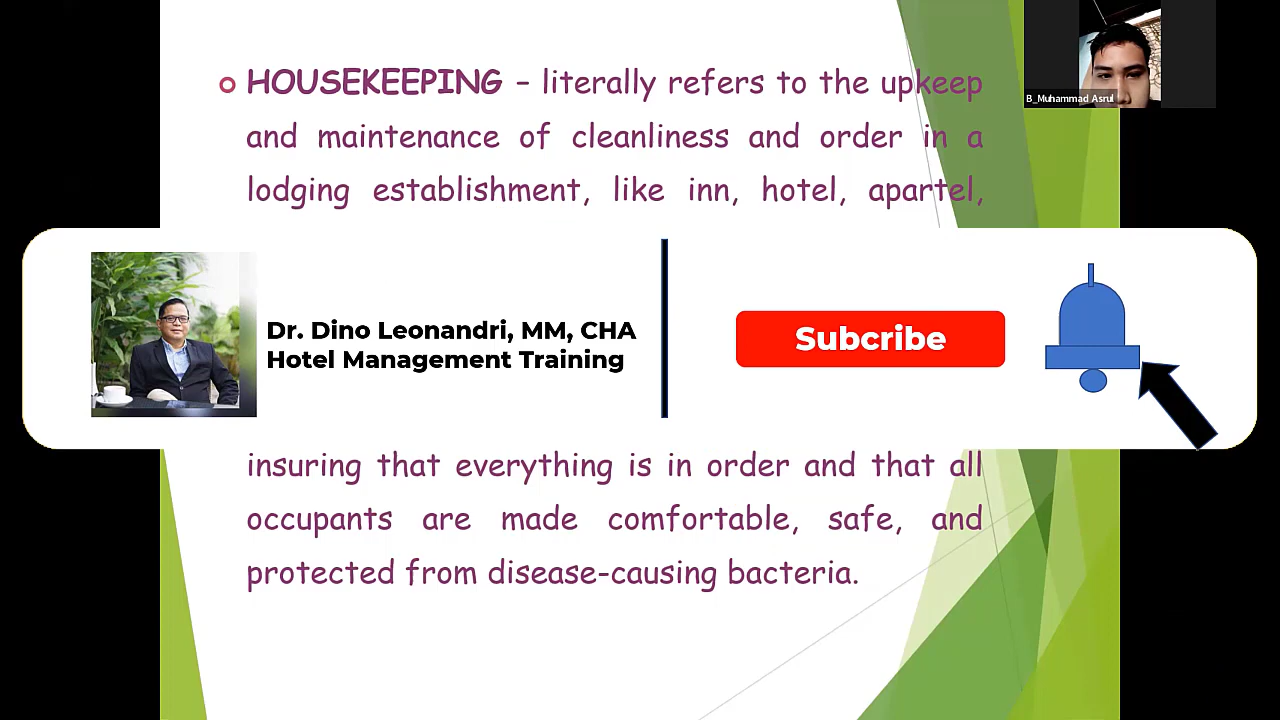 HOUSEKEEPING – literally refers to the upkeep
and maintenance of cleanliness and order in a
lodging establishment, like inn, hotel, apartel,
B_Muhammad Asrul
Dr. Dino Leonandri, MM, CHA
Hotel Management Training
Subcribe
insuring that everything is in order and that all
occupants are made comfortable, safe, and
protected from disease-causing bacteria.